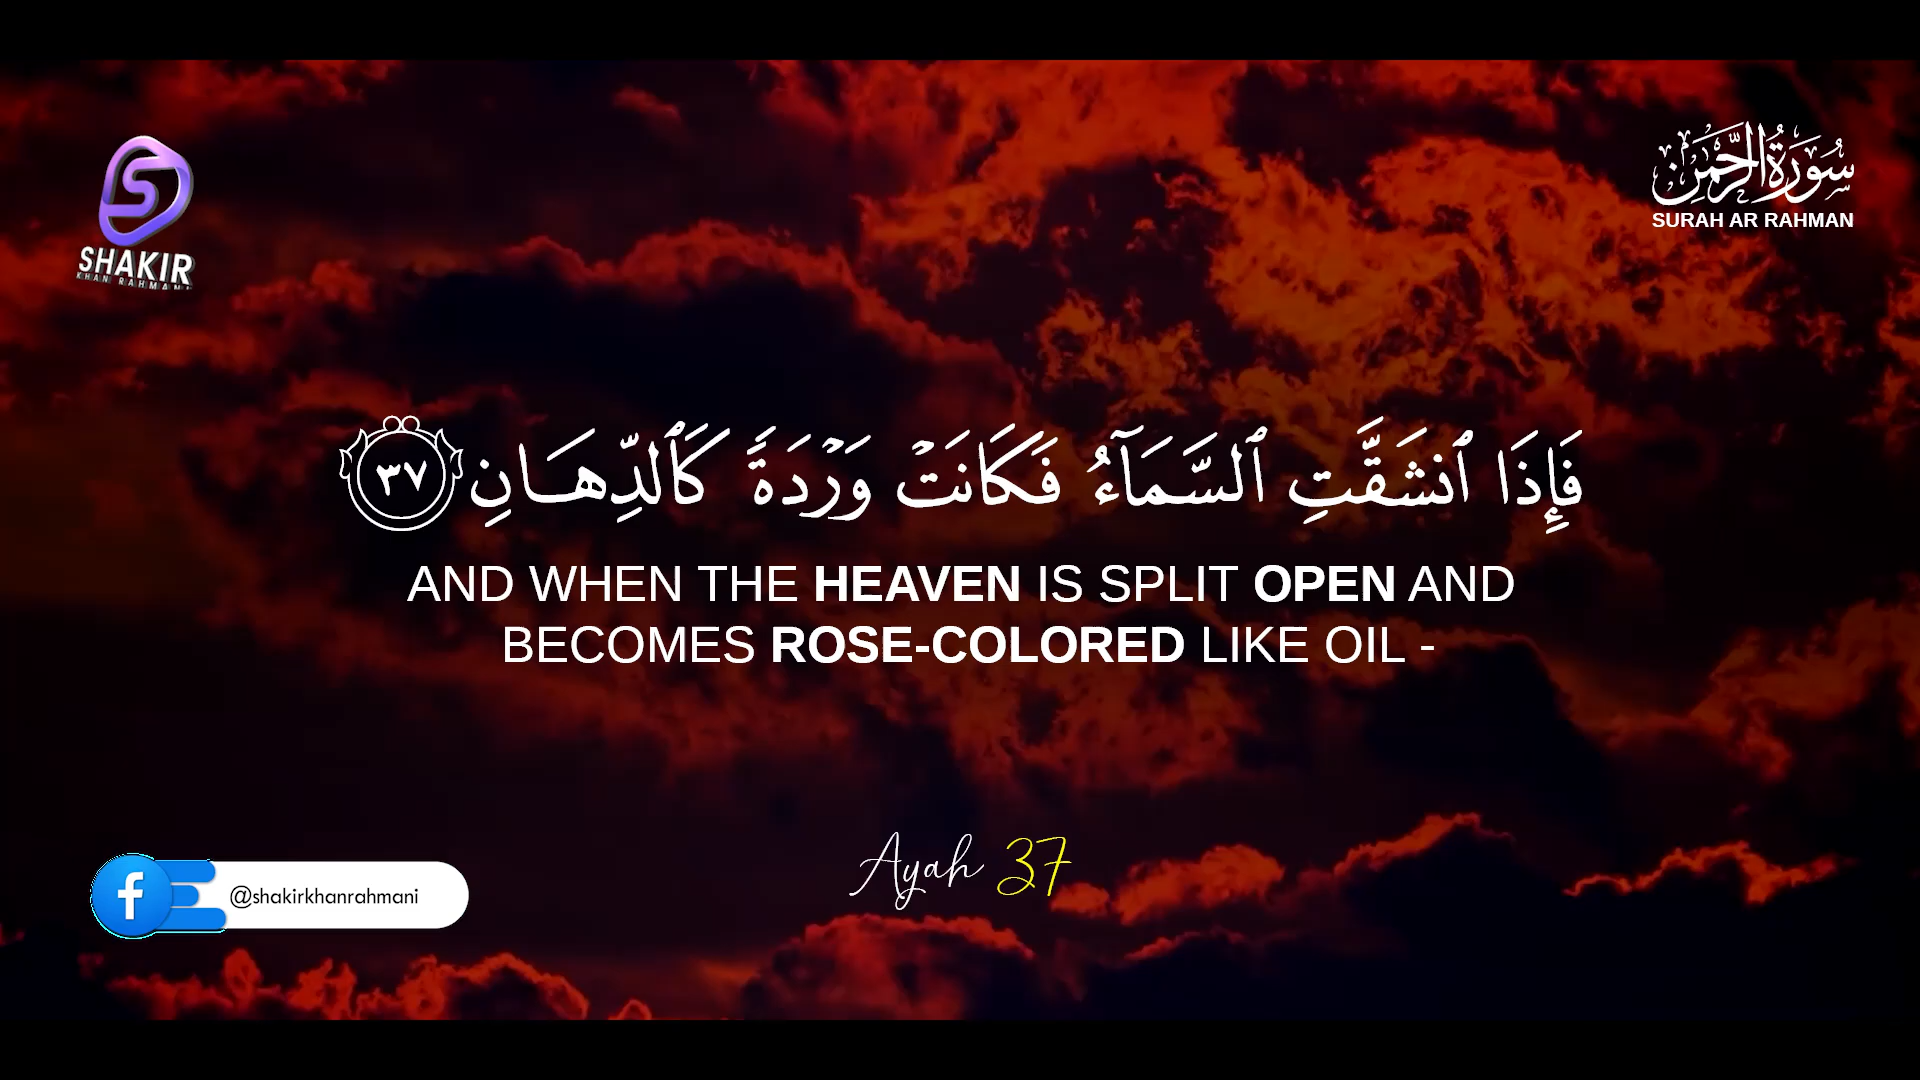 SHAKIR
KHAN RAHMANI
سُورَةُ الرَّحْمَٰن
SURAH AR RAHMAN
فَإِذَا ٱنشَقَّتِ ٱلسَّمَآءُ فَكَانَتْ وَرْدَةً كَٱلدِّهَانِ ٣٧
AND WHEN THE HEAVEN IS SPLIT OPEN AND
BECOMES ROSE-COLORED LIKE OIL -
Ayah 37
@shakirkhanrahmani